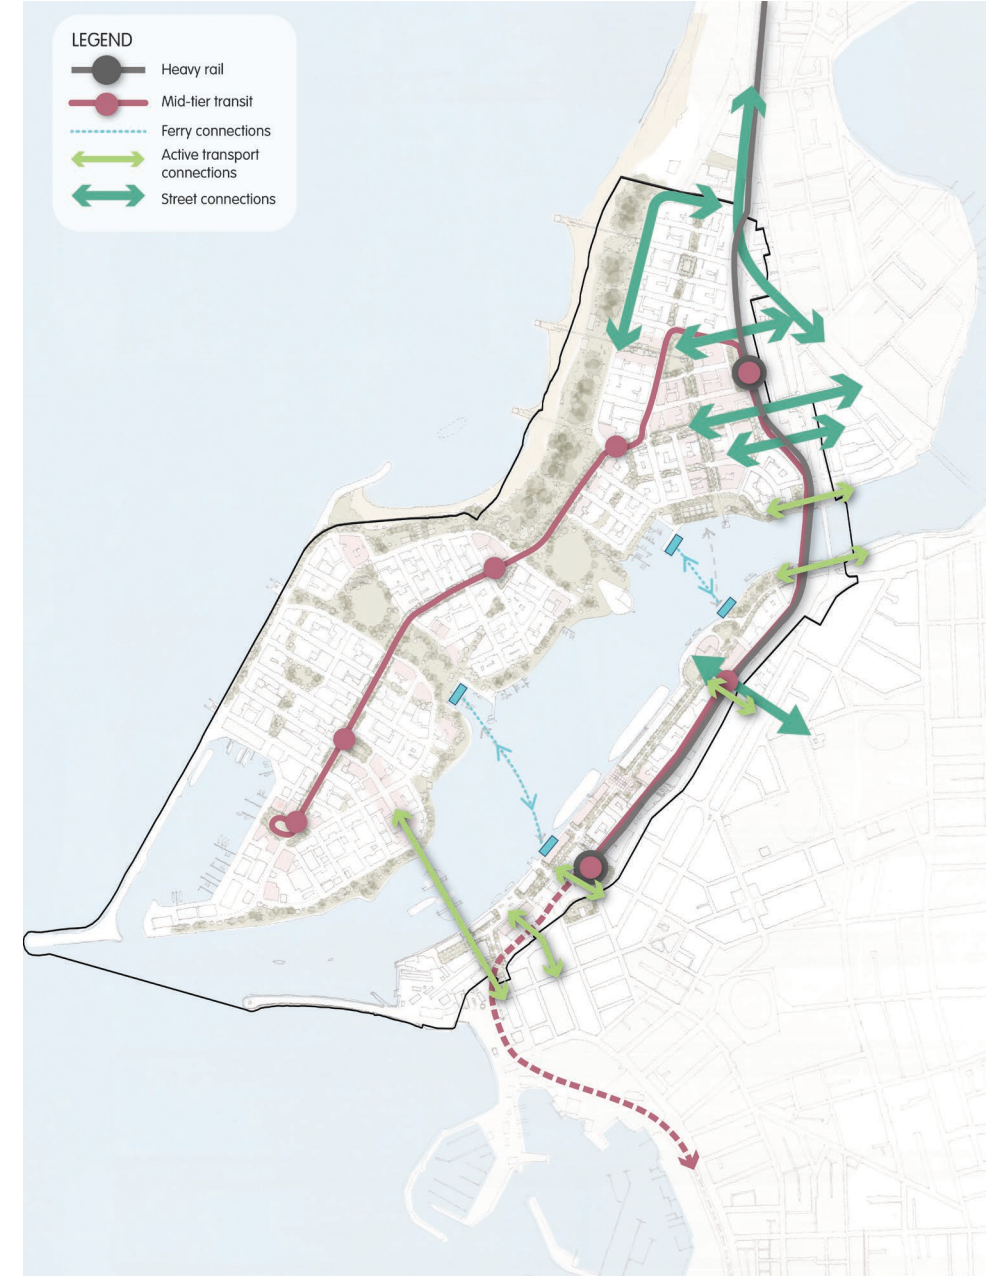 LEGEND
Heavy rail
Mid-tier transit
Ferry connections
Active transport
connections
Street connections